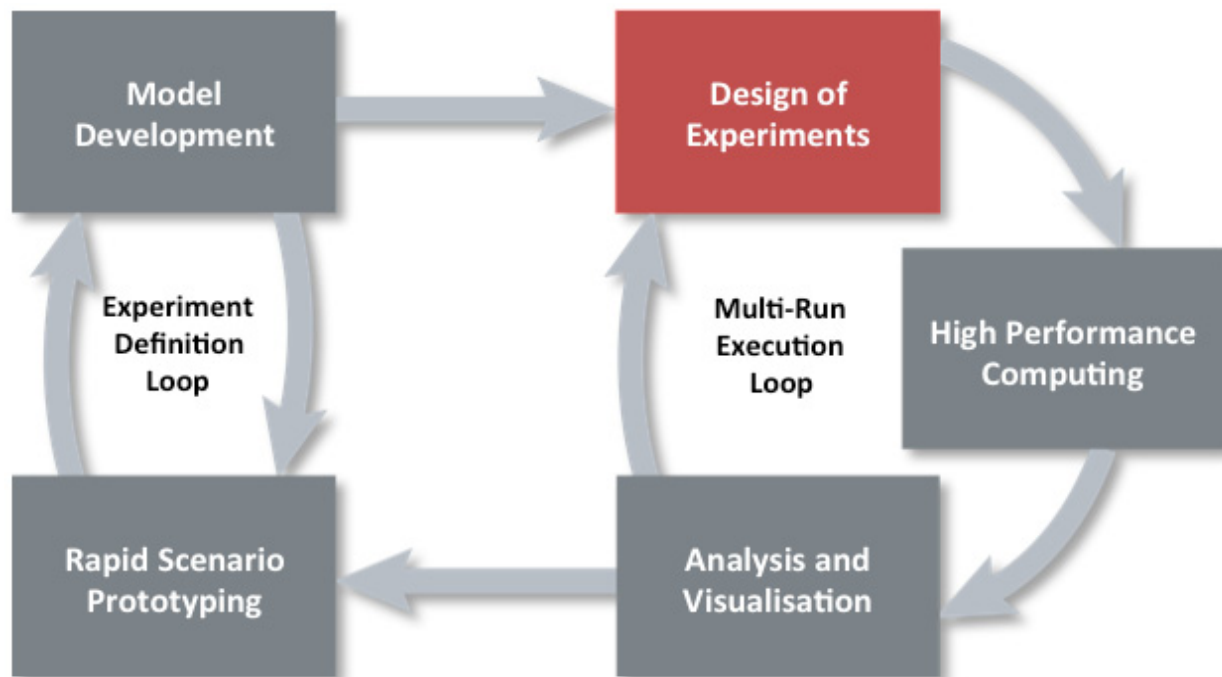 Model
Development
Design of
Experiments
Experiment
Definition
Loop
Multi-Run
Execution
Loop
High Performance
Computing
Rapid Scenario
Prototyping
Analysis and
Visualisation